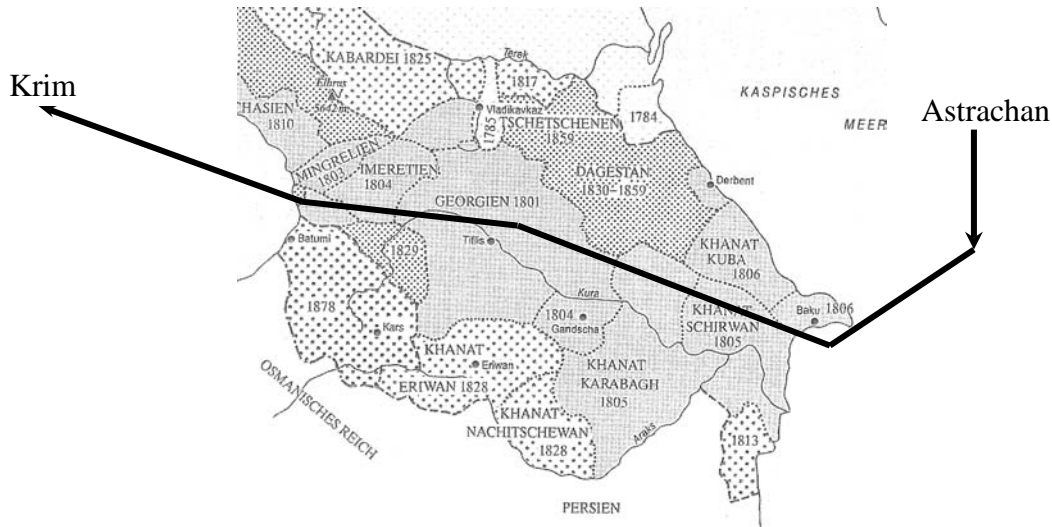 Krim
Astrachan
KABARDEI 1825
Terek
1817
Elbrus
5642 m
Vladikavkaz
1785
TSCHETSCHENEN
1859
1784
KASPISCHES
MEER
CHASIEN
1810
MINGRELIEN
1803
IMERETIEN
1804
DAGESTAN
1830–1859
Derbent
GEORGIEN 1801
Tiflis
Batumi
1829
KHANAT
KUBA
1806
Kura
1878
Kars
1804
Gandscha
KHANAT
SCHIRWAN
1805
Baku
1806
KHANAT
Eriwan
ERIWAN 1828
KHANAT
KARABAGH
1805
OSMANISCHES REICH
KHANAT
NACHITSCHEWAN
1828
Araks
1813
PERSIEN